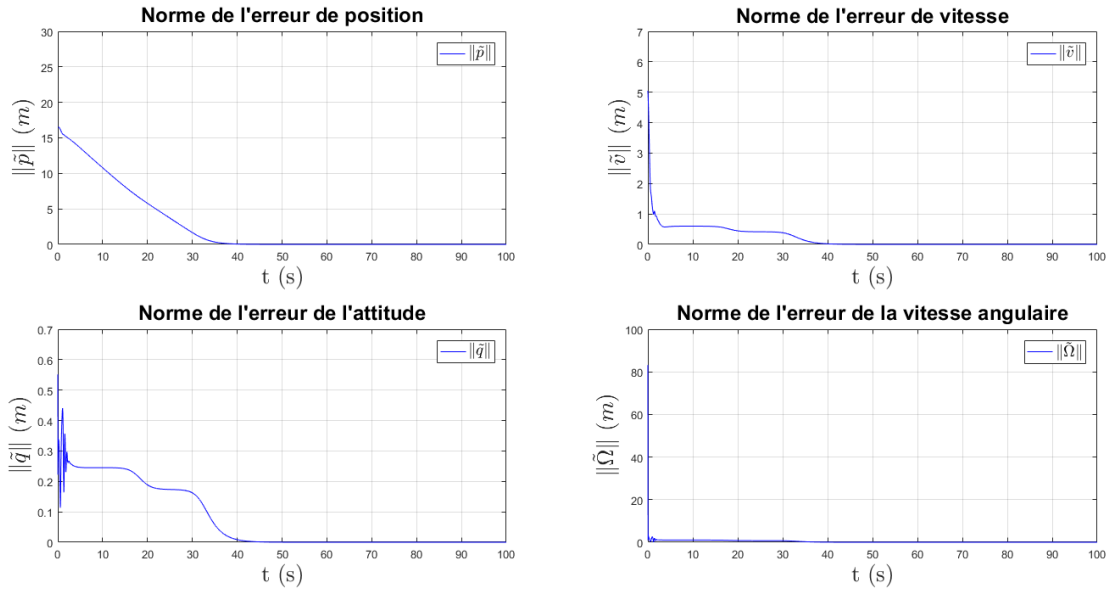 Norme de l'erreur de position
30
25
20
15
10
5
0
‖p̃‖ (m)
‖p̃‖
0 10 20 30 40 50 60 70 80 90 100
t (s)
Norme de l'erreur de vitesse
7
6
5
4
3
2
1
0
‖ṽ‖ (m)
‖ṽ‖
0 10 20 30 40 50 60 70 80 90 100
t (s)
Norme de l'erreur de l'attitude
0.7
0.6
0.5
0.4
0.3
0.2
0.1
0
‖q̃‖ (m)
‖q̃‖
0 10 20 30 40 50 60 70 80 90 100
t (s)
Norme de l'erreur de la vitesse angulaire
100
80
60
40
20
0
‖Ω̃‖ (m)
‖Ω̃‖
0 10 20 30 40 50 60 70 80 90 100
t (s)